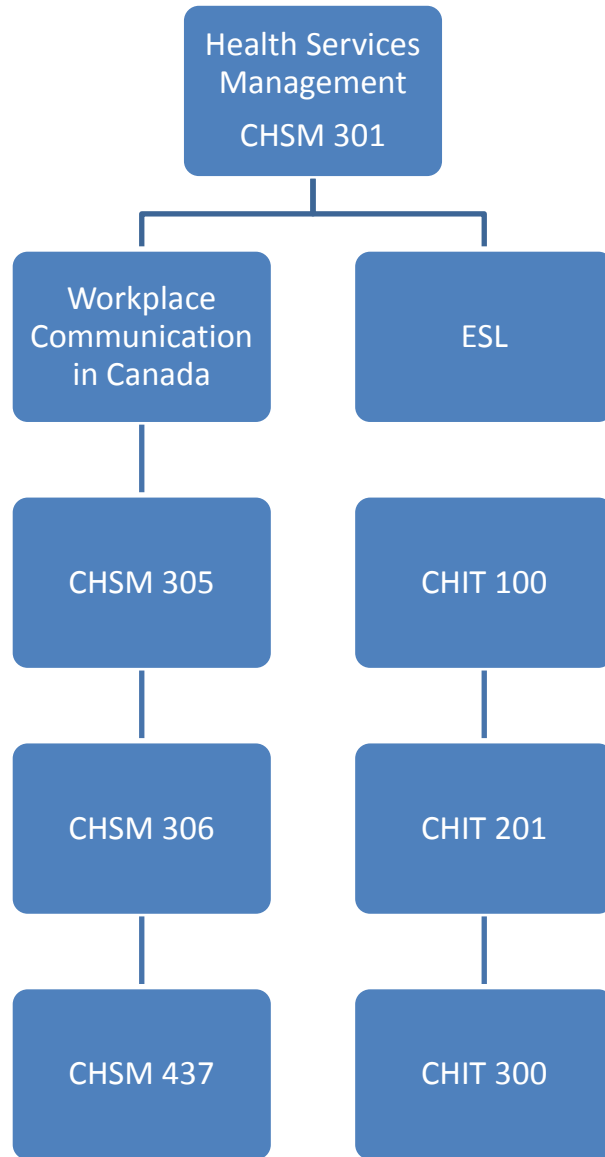 Health Services
Management
CHSM 301
Workplace
Communication
in Canada
ESL
CHSM 305
CHIT 100
CHSM 306
CHIT 201
CHSM 437
CHIT 300